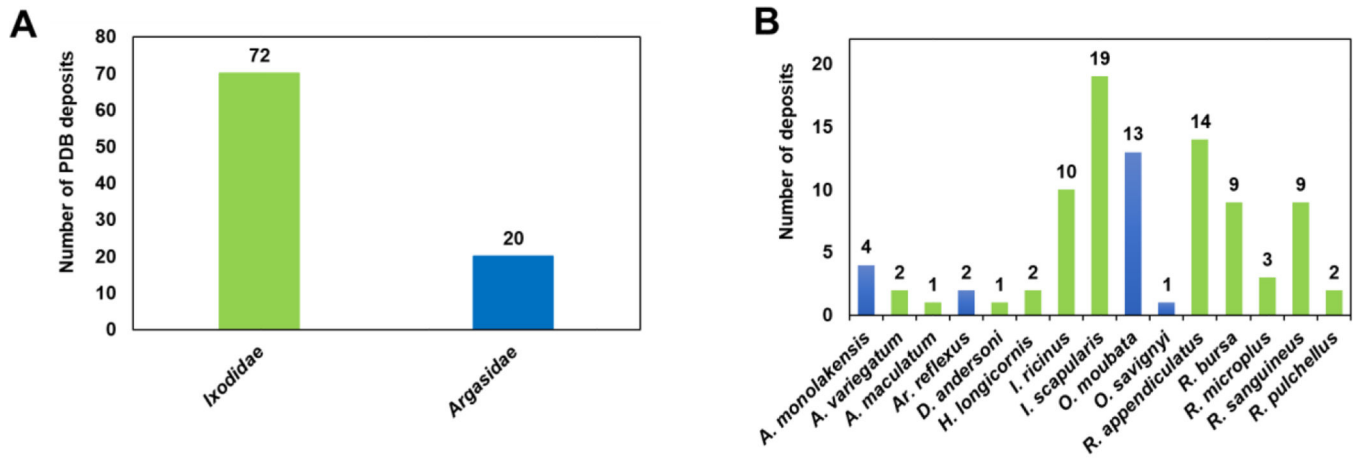 A
Number of PDB deposits
80
70
60
50
40
30
20
10
0
72
20
Ixodidae
Argasidae
B
Number of deposits
20
15
10
5
0
4
2
1
2
1
2
10
19
13
1
14
9
3
9
2
A. monolakensis
A. variegatum
A. maculatum
Ar. reflexus
D. andersoni
H. longicornis
I. ricinus
I. scapularis
O. moubata
O. savignyi
R. appendiculatus
R. bursa
R. microplus
R. sanguineus
R. pulchellus